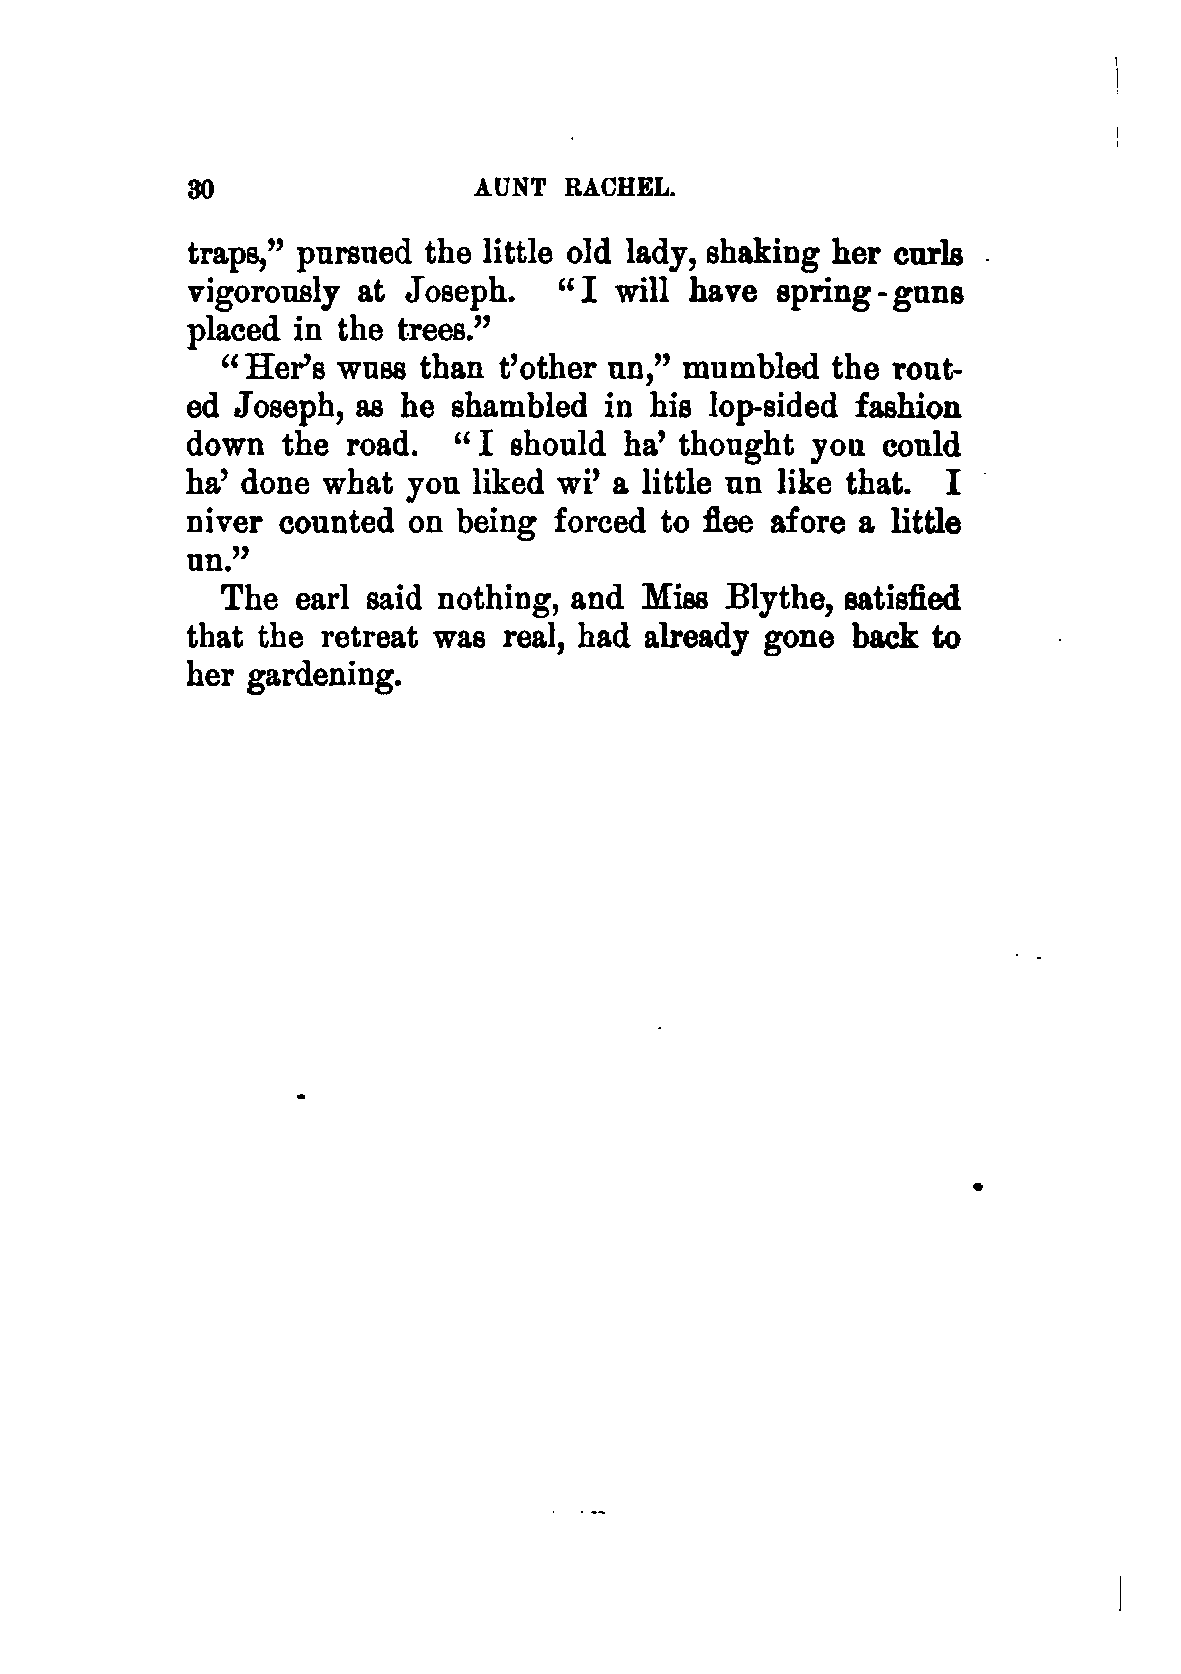 30 AUNT RACHEL.
traps,” pursued the little old lady, shaking her curls
vigorously at Joseph. “I will have spring-guns
placed in the trees.”
“Her’s wuss than t’other un,” mumbled the rout-
ed Joseph, as he shambled in his lop-sided fashion
down the road. “I should ha’ thought you could
ha’ done what you liked wi’ a little un like that. I
niver counted on being forced to flee afore a little
un.”
The earl said nothing, and Miss Blythe, satisfied
that the retreat was real, had already gone back to
her gardening.